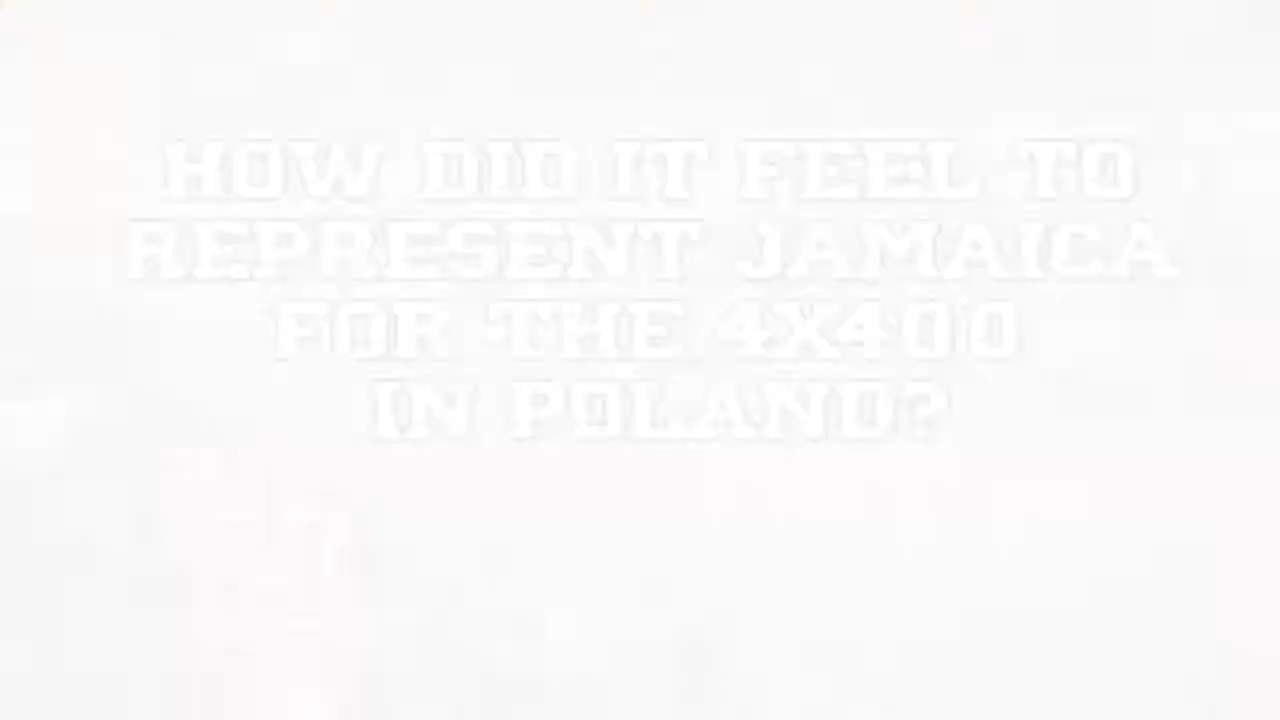 HOW DID IT FEEL TO
REPRESENT JAMAICA
FOR THE 4X400
IN POLAND?